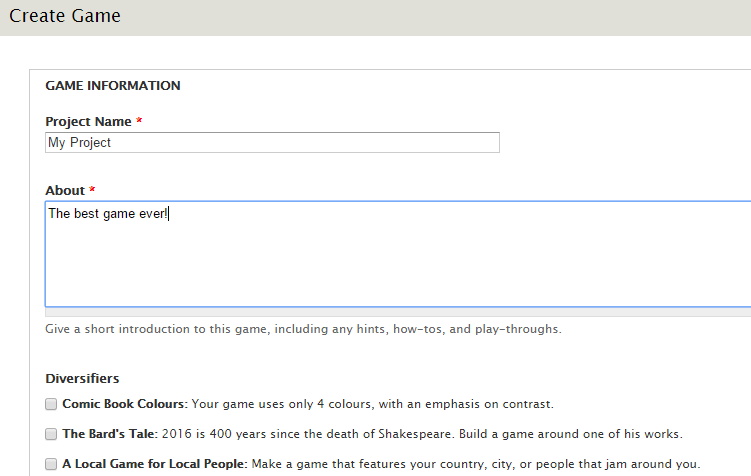 Create Game
GAME INFORMATION
Project Name *
My Project
About *
The best game ever!
Give a short introduction to this game, including any hints, how-tos, and play-throughs.
Diversifiers
Comic Book Colours: Your game uses only 4 colours, with an emphasis on contrast.
The Bard's Tale: 2016 is 400 years since the death of Shakespeare. Build a game around one of his works.
A Local Game for Local People: Make a game that features your country, city, or people that jam around you.